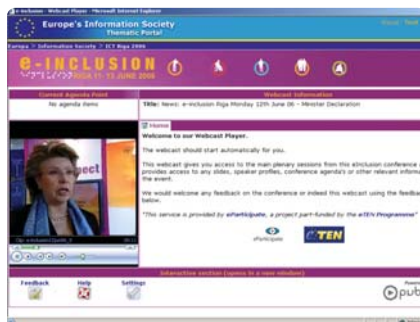 e-inclusion - Webcast Player - Microsoft Internet Explorer
Europe's Information Society
Thematic Portal
Europa > Information Society > ICT Riga 2006
e-INCLUSION
RIGA 11-13 JUNE 2006
Current Agenda Point
Webcast Information
No agenda items
Title: News: e-inclusion Riga Monday 12th June 06 - Minister Declaration
Home
Welcome to our Webcast Player.
The webcast should start automatically for you.
This webcast gives you access to the main plenary sessions from this eInclusion conference
provides access to any slides, speaker profiles, conference agenda's or other relevant inform
the event.
We would welcome any feedback on the conference or indeed this webcast using the feedba
below.
"This service is provided by eParticipate, a project part-funded by the eTEN Programme"
eParticipate
eTEN
Interactive section (opens in a new window)
Feedback
Help
Settings
Powere
publ